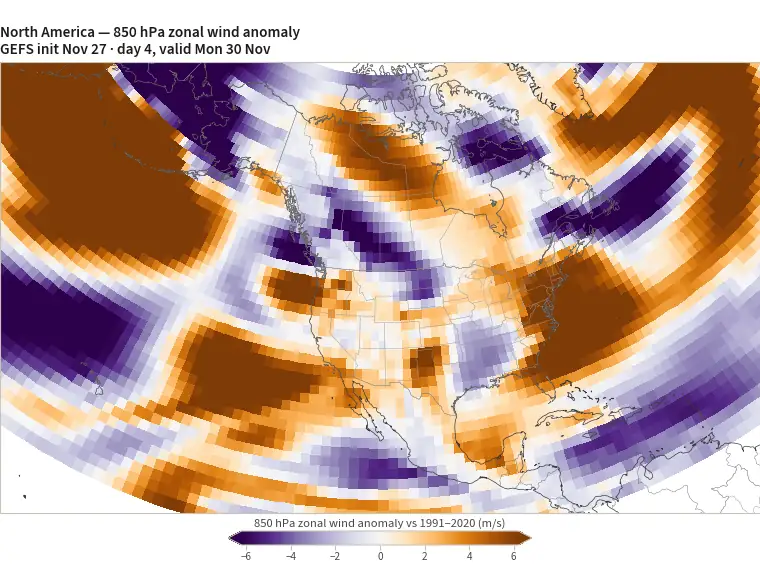 North America — 850 hPa zonal wind anomaly
GEFS init Nov 27 · day 4, valid Mon 30 Nov
850 hPa zonal wind anomaly vs 1991–2020 (m/s)
−6 −4 −2 0 2 4 6